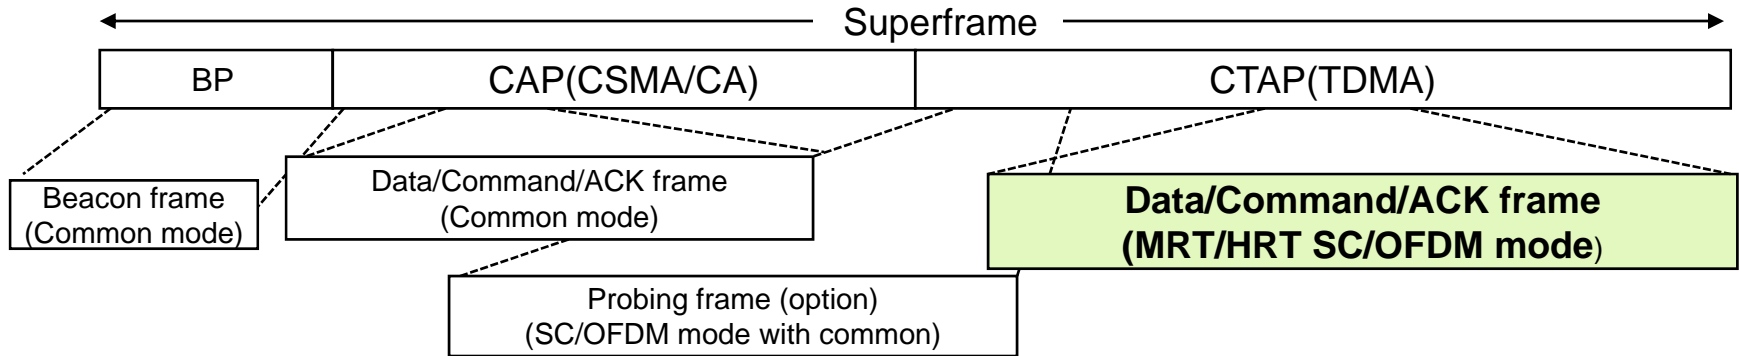 Superframe
BP
CAP(CSMA/CA)
CTAP(TDMA)
Beacon frame
(Common mode)
Data/Command/ACK frame
(Common mode)
Data/Command/ACK frame
(MRT/HRT SC/OFDM mode)
Probing frame (option)
(SC/OFDM mode with common)